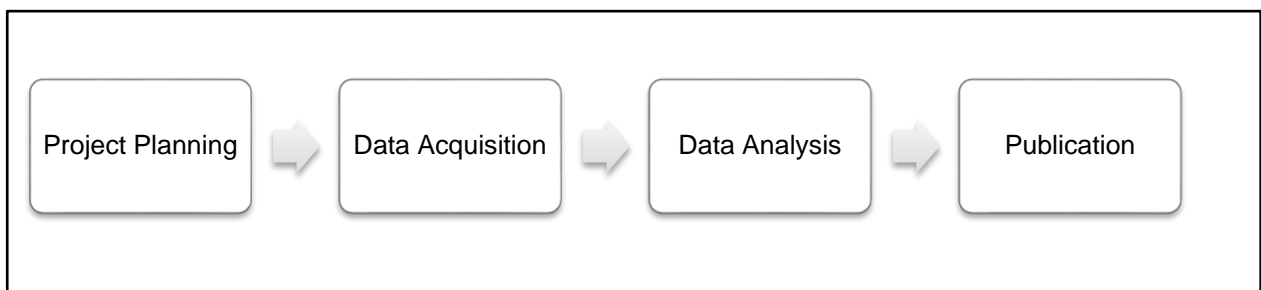 Project Planning
Data Acquisition
Data Analysis
Publication